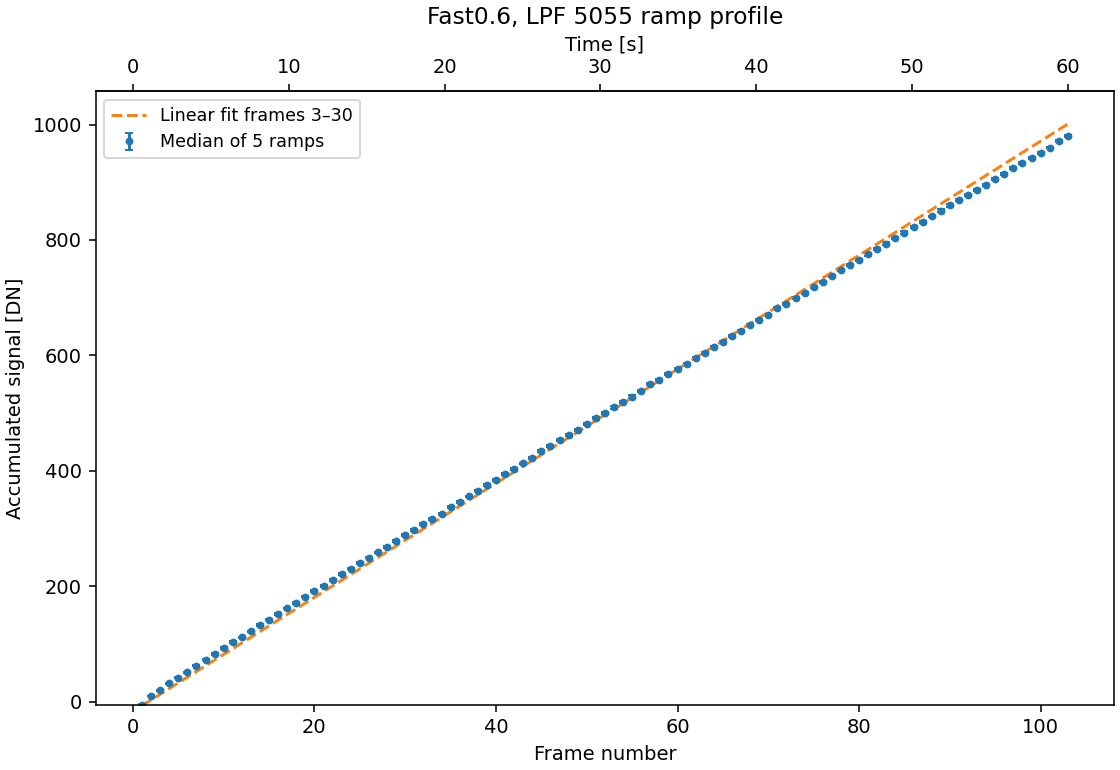 Fast0.6, LPF 5055 ramp profile
Time [s]
0 10 20 30 40 50 60
Linear fit frames 3–30
Median of 5 ramps
1000
800
600
400
200
0
Accumulated signal [DN]
0 20 40 60 80 100
Frame number